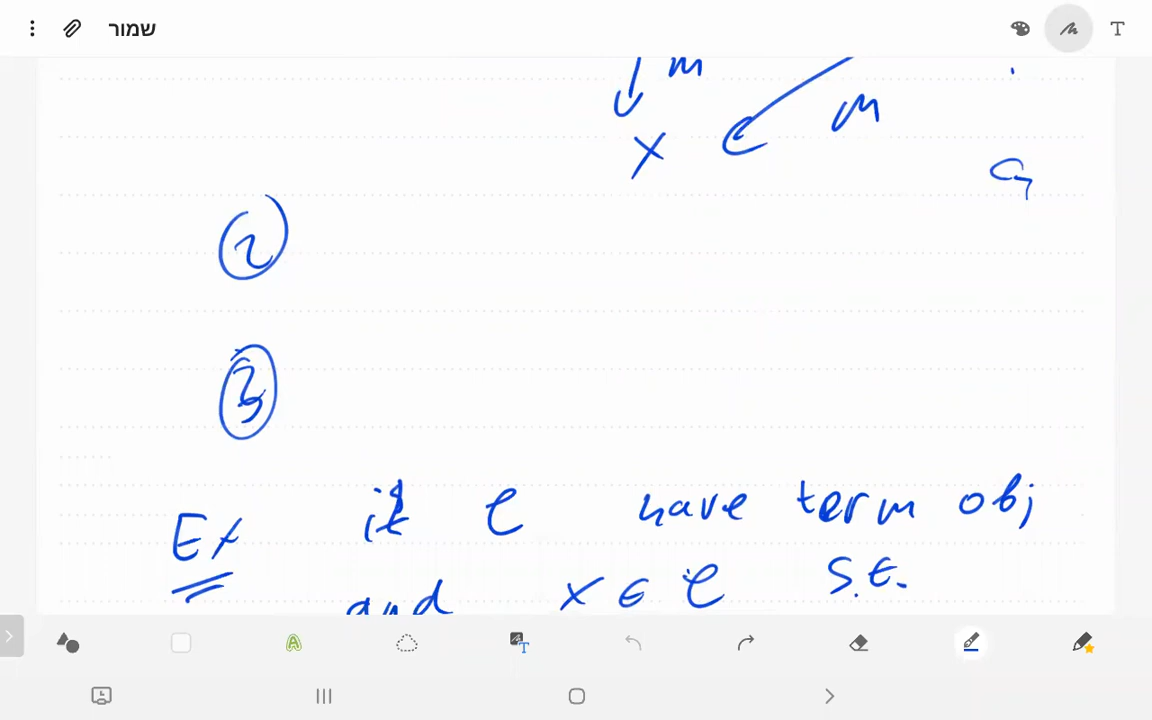 שמור
T
m
m
X
2
3
Ex if C have term obj
and X ∈ C s.t.